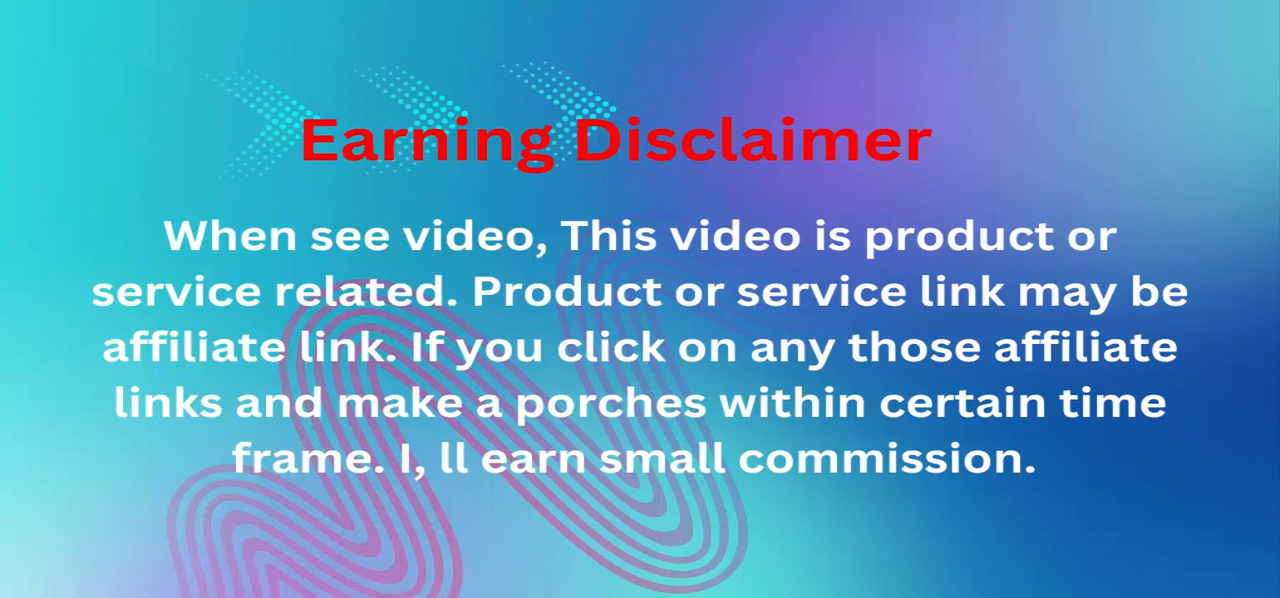 Earning Disclaimer
When see video, This video is product or
service related. Product or service link may be
affiliate link. If you click on any those affiliate
links and make a porches within certain time
frame. I, ll earn small commission.